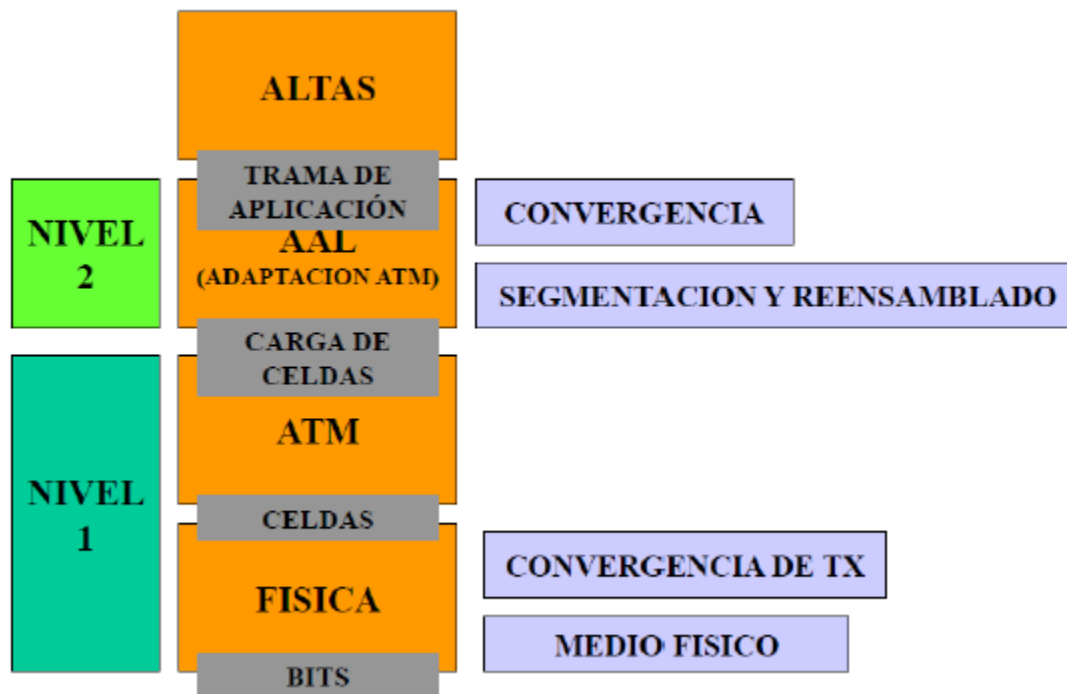 ALTAS
TRAMA DE
APLICACIÓN
NIVEL
2
AAL
(ADAPTACION ATM)
CONVERGENCIA
SEGMENTACION Y REENSAMBLADO
CARGA DE
CELDAS
ATM
NIVEL
1
CELDAS
FISICA
CONVERGENCIA DE TX
MEDIO FISICO
BITS